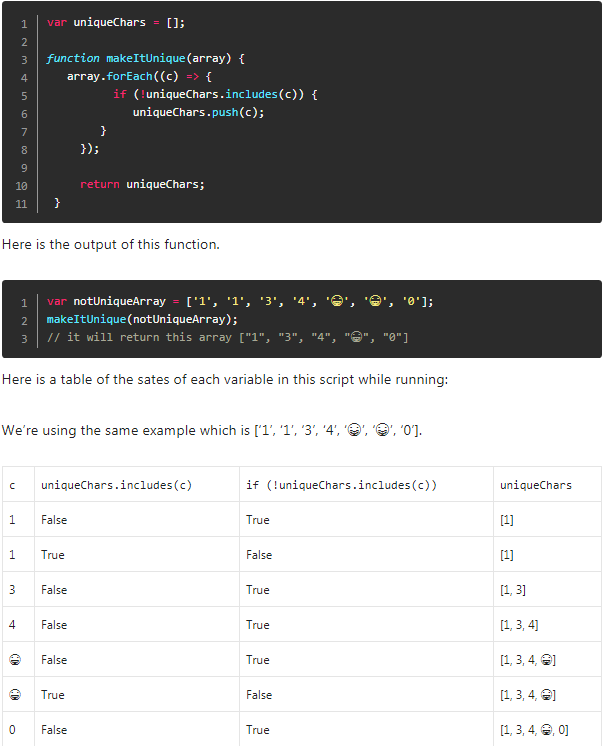 1 var uniqueChars = [];
2
3 function makeItUnique(array) {
4 array.forEach((c) => {
5 if (!uniqueChars.includes(c)) {
6 uniqueChars.push(c);
7 }
8 });
9
10 return uniqueChars;
11 }
Here is the output of this function.
1 var notUniqueArray = ['1', '1', '3', '4', '😂', '😂', '0'];
2 makeItUnique(notUniqueArray);
3 // it will return this array ["1", "3", "4", "😂", "0"]
Here is a table of the sates of each variable in this script while running:
We're using the same example which is ['1', '1', '3', '4', '😂', '😂', '0'].
c uniqueChars.includes(c) if (!uniqueChars.includes(c)) uniqueChars
1 False True [1]
1 True False [1]
3 False True [1, 3]
4 False True [1, 3, 4]
😂 False True [1, 3, 4, 😂]
😂 True False [1, 3, 4, 😂]
0 False True [1, 3, 4, 😂, 0]